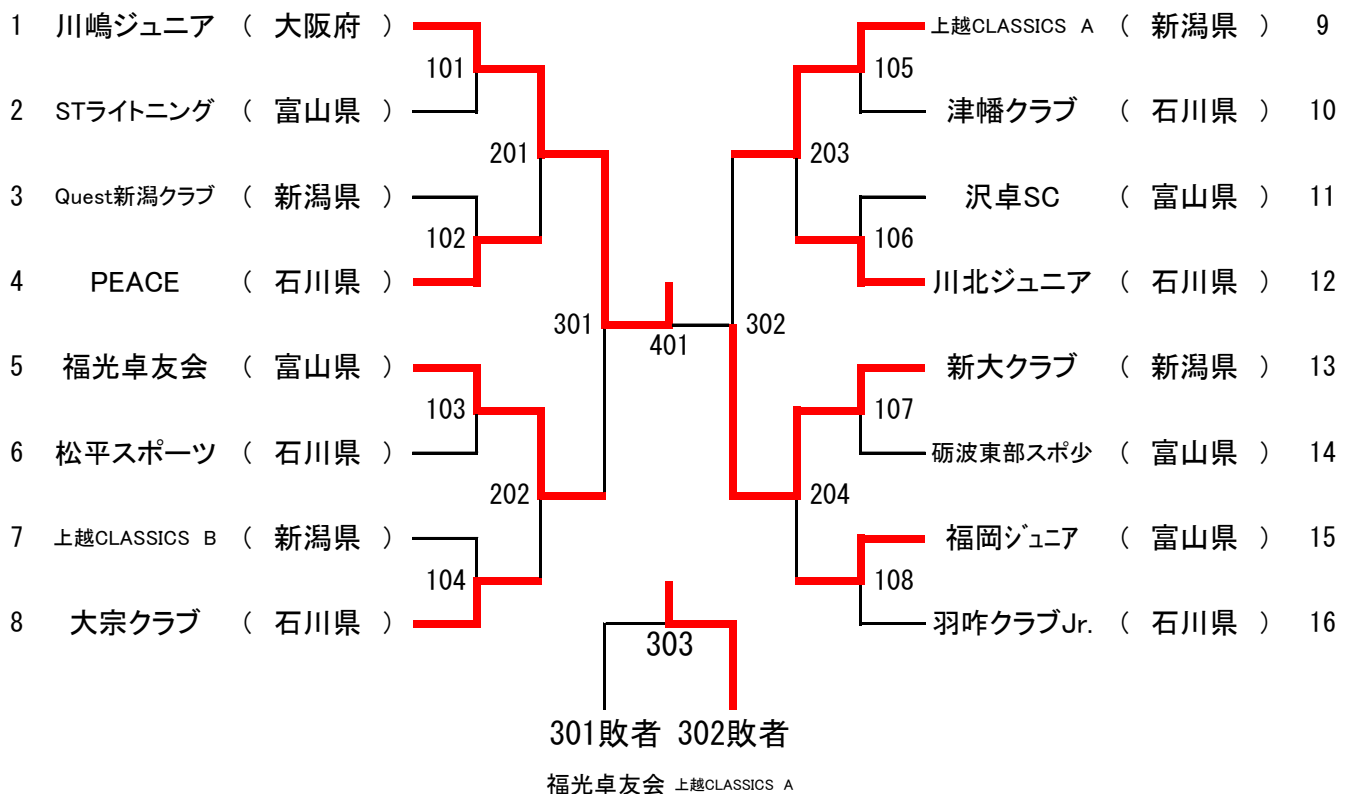 1 川嶋ジュニア ( 大阪府 ) 上越CLASSICS A ( 新潟県 ) 9
101 105
2 STライトニング ( 富山県 ) 津幡クラブ ( 石川県 ) 10
201 203
3 Quest新潟クラブ ( 新潟県 ) 沢卓SC ( 富山県 ) 11
102 106
4 PEACE ( 石川県 ) 川北ジュニア ( 石川県 ) 12
301 401 302
5 福光卓友会 ( 富山県 ) 新大クラブ ( 新潟県 ) 13
103 107
6 松平スポーツ ( 石川県 ) 砺波東部スポ少 ( 富山県 ) 14
202 204
7 上越CLASSICS B ( 新潟県 ) 福岡ジュニア ( 富山県 ) 15
104 108
8 大宗クラブ ( 石川県 ) 羽咋クラブJr. ( 石川県 ) 16
303
301敗者 302敗者
福光卓友会 上越CLASSICS A